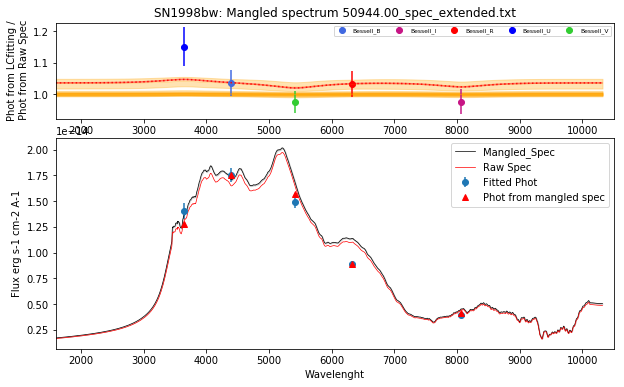 SN1998bw: Mangled spectrum 50944.00_spec_extended.txt
Phot from LCfitting /
Phot from Raw Spec
1.2
1.1
1.0
Bessell_B
Bessell_I
Bessell_R
Bessell_U
Bessell_V
2000 3000 4000 5000 6000 7000 8000 9000 10000
1e−14
Flux erg s-1 cm-2 A-1
2.00
1.75
1.50
1.25
1.00
0.75
0.50
0.25
Mangled_Spec
Raw Spec
Fitted Phot
Phot from mangled spec
2000 3000 4000 5000 6000 7000 8000 9000 10000
Wavelenght